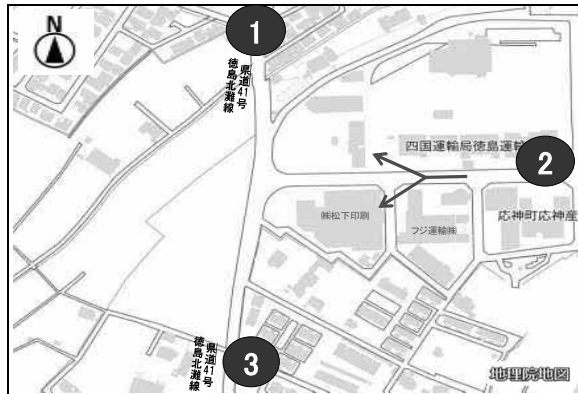 N
1
県道41号
徳島北灘線
四国運輸局徳島運輸
2
㈱松下印刷
フジ運輸㈱
応神町応神産
県道41号
徳島北灘線
3
地理院地図